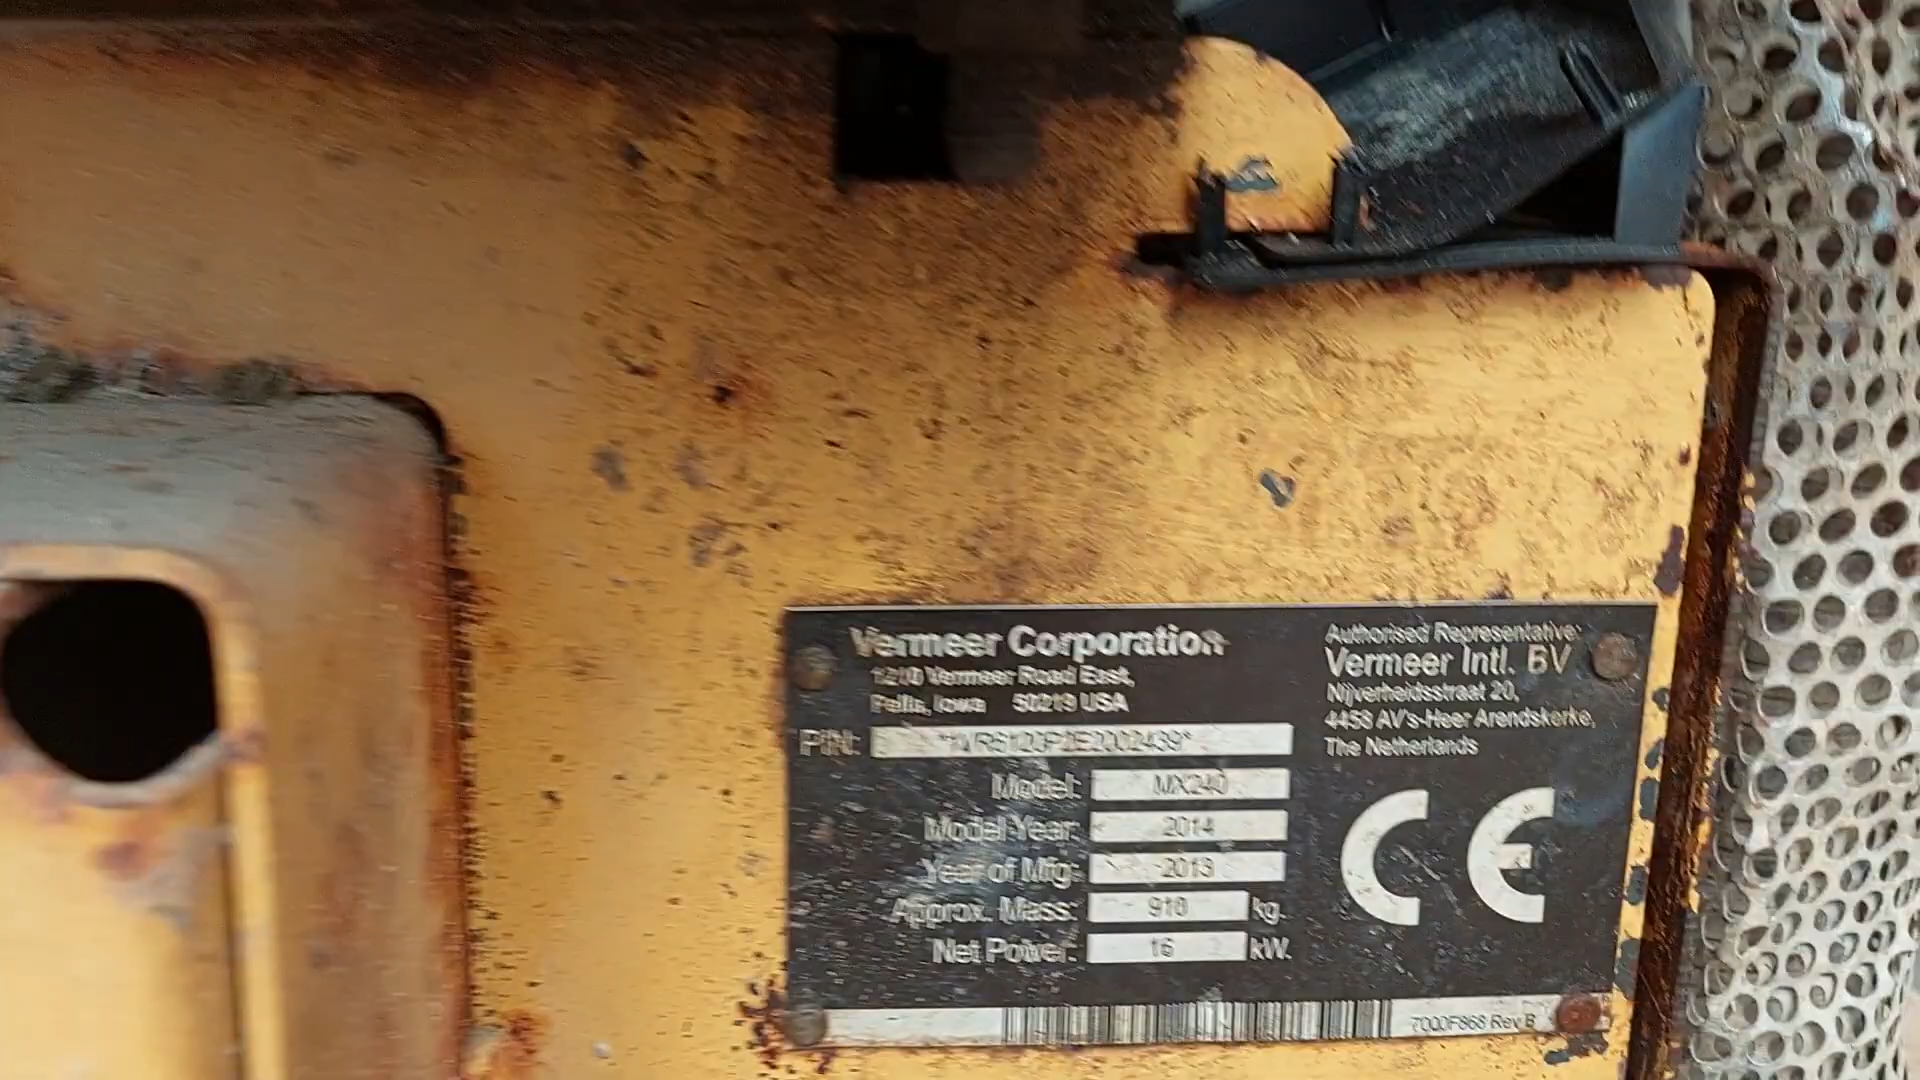 Vermeer Corporation
1210 Vermeer Road East,
Pella, Iowa 50219 USA
PIN:
Model: MX240
Model Year: 2014
Year of Mfg: 2013
Approx. Mass: 910 kg.
Net Power: 16 kW.
Authorised Representative:
Vermeer Intl. BV
Nijverheidsstraat 20,
4458 AV's-Heer Arendskerke,
The Netherlands
CE
7000F868 Rev B